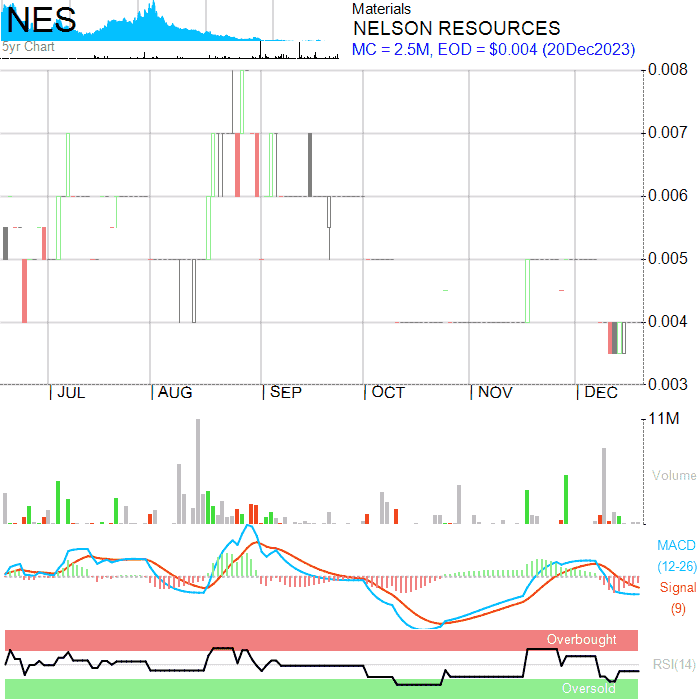 NES
5yr Chart
Materials
NELSON RESOURCES
MC = 2.5M, EOD = $0.004 (20Dec2023)
0.008
0.007
0.006
0.005
0.004
0.003
JUL
AUG
SEP
OCT
NOV
DEC
11M
Volume
MACD
(12-26)
Signal
(9)
Overbought
RSI(14)
Oversold